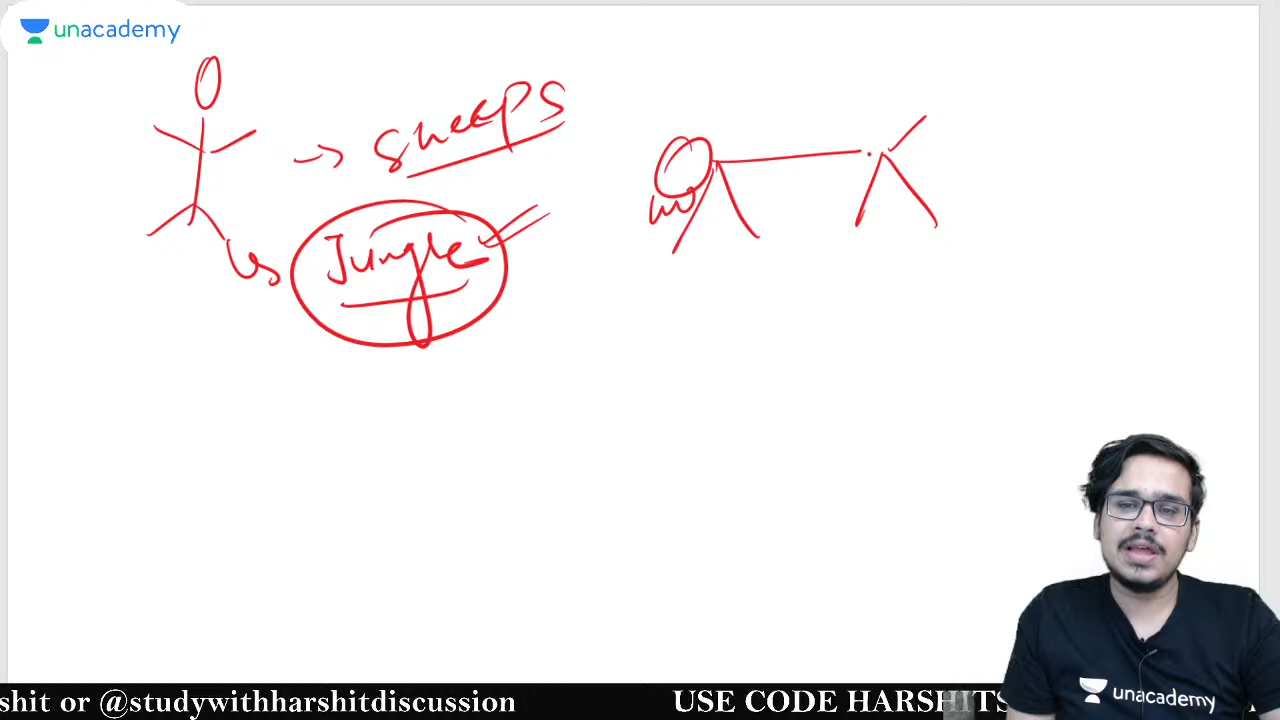 unacademy
sheeps
Jungle
unacademy
shit or @studywithharshitdiscussion
USE CODE HARSHITS